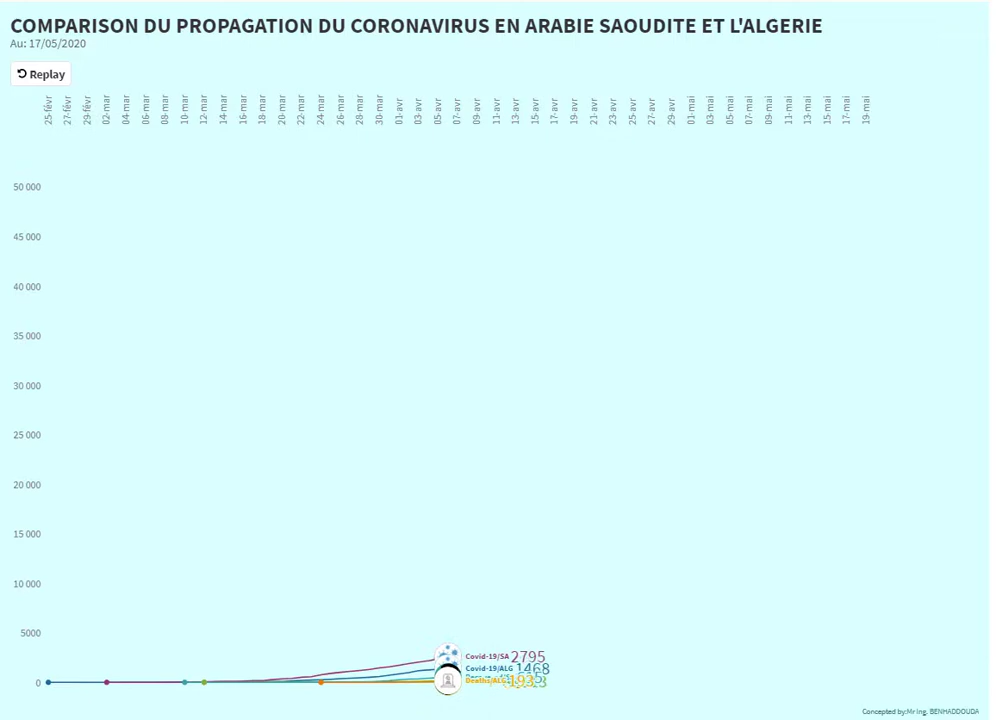 COMPARISON DU PROPAGATION DU CORONAVIRUS EN ARABIE SAOUDITE ET L'ALGERIE
Au: 17/05/2020
Replay
25-févr 27-févr 29-févr 02-mar 04-mar 06-mar 08-mar 10-mar 12-mar 14-mar 16-mar 18-mar 20-mar 22-mar 24-mar 26-mar 28-mar 30-mar 01-avr 03-avr 05-avr 07-avr 09-avr 11-avr 13-avr 15-avr 17-avr 19-avr 21-avr 23-avr 25-avr 27-avr 29-avr 01-mai 03-mai 05-mai 07-mai 09-mai 11-mai 13-mai 15-mai 17-mai 19-mai
50 000
45 000
40 000
35 000
30 000
25 000
20 000
15 000
10 000
5000
Covid-19/SA 2795
Covid-19/ALG 1468
Deaths/ALG 193
0
Concepted by:Mr Ing. BENHADDOUDA